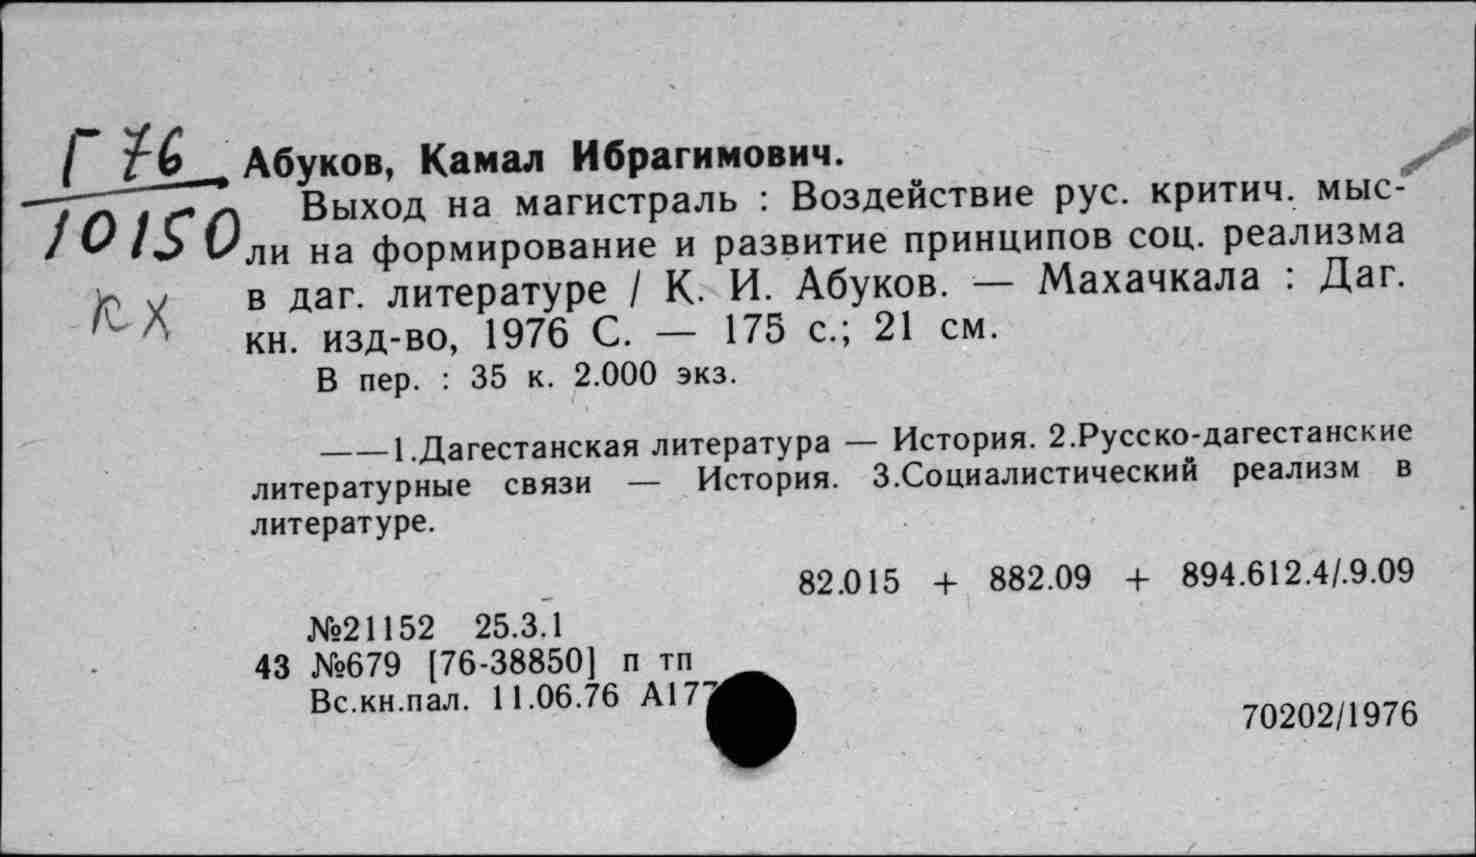 Г 76
10150
кх
Абуков, Камал Ибрагимович.
Выход на магистраль : Воздействие рус. критич. мыс-
ли на формирование и развитие принципов соц. реализма
в даг. литературе / К. И. Абуков. — Махачкала : Даг.
кн. изд-во, 1976 С. — 175 с.; 21 см.
В пер. : 35 к. 2.000 экз.
——1.Дагестанская литература — История. 2.Русско-дагестанские
литературные связи — История. 3.Социалистический реализм в
литературе.
82.015 + 882.09 + 894.612.4/.9.09
№21152 25.3.1
43 №679 [76-38850] п тп
Вс.кн.пал. 11.06.76 А177
70202/1976